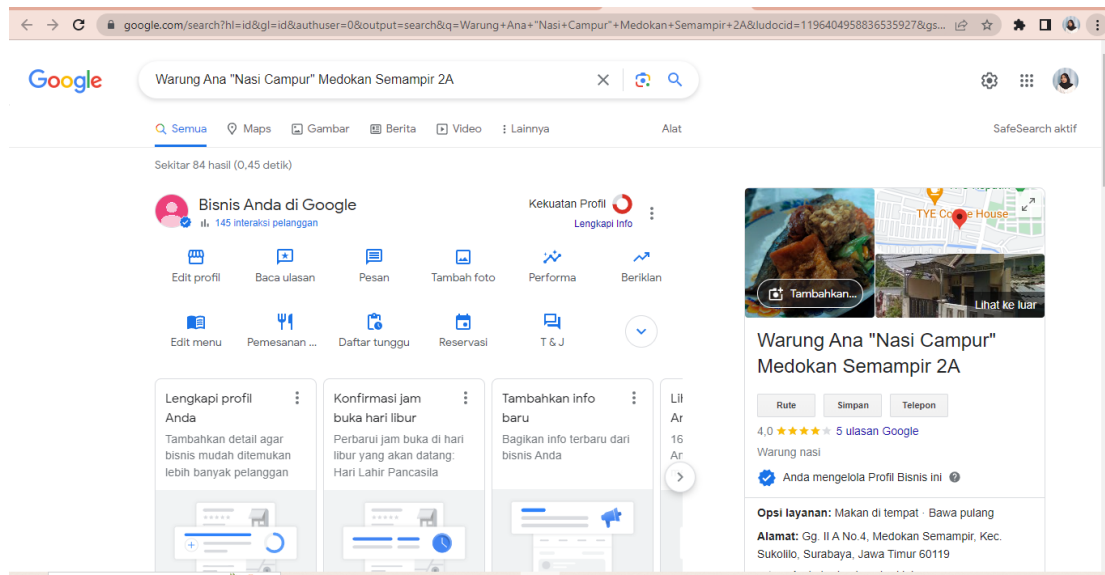 google.com/search?hl=id&gl=id&authuser=0&output=search&q=Warung+Ana+"Nasi+Campur"+Medokan+Semampir+2A&ludocid=1196404958836535927&gs...
Google
Warung Ana "Nasi Campur" Medokan Semampir 2A
Semua Maps Gambar Berita Video Lainnya Alat SafeSearch aktif
Sekitar 84 hasil (0,45 detik)
Bisnis Anda di Google
145 interaksi pelanggan
Kekuatan Profil
Lengkapi Info
Edit profil Baca ulasan Pesan Tambah foto Performa Beriklan
Edit menu Pemesanan ... Daftar tunggu Reservasi T & J
Lengkapi profil
Anda
Tambahkan detail agar
bisnis mudah ditemukan
lebih banyak pelanggan
Konfirmasi jam
buka hari libur
Perbarui jam buka di hari
libur yang akan datang:
Hari Lahir Pancasila
Tambahkan info
baru
Bagikan info terbaru dari
bisnis Anda
16
TYE House
Tambahkan...
Lihat ke luar
Warung Ana "Nasi Campur"
Medokan Semampir 2A
Rute Simpan Telepon
4,0 5 ulasan Google
Warung nasi
Anda mengelola Profil Bisnis ini
Opsi layanan: Makan di tempat · Bawa pulang
Alamat: Gg. II A No.4, Medokan Semampir, Kec.
Sukolilo, Surabaya, Jawa Timur 60119